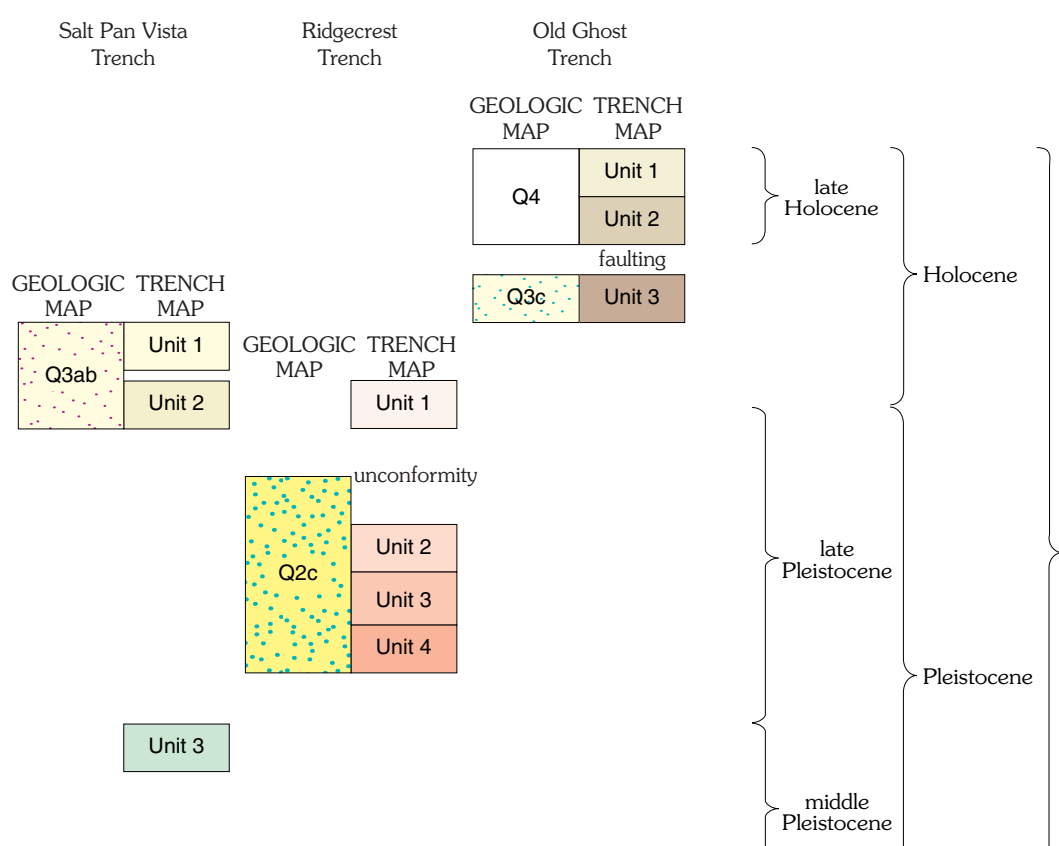 Salt Pan Vista
Trench
Ridgecrest
Trench
Old Ghost
Trench
GEOLOGIC MAP
TRENCH MAP
Q4
Unit 1
Unit 2
faulting
Q3c
Unit 3
GEOLOGIC MAP
TRENCH MAP
Q3ab
Unit 1
Unit 2
GEOLOGIC MAP
TRENCH MAP
Unit 1
unconformity
Q2c
Unit 2
Unit 3
Unit 4
Unit 3
late
Holocene
Holocene
late
Pleistocene
Pleistocene
middle
Pleistocene